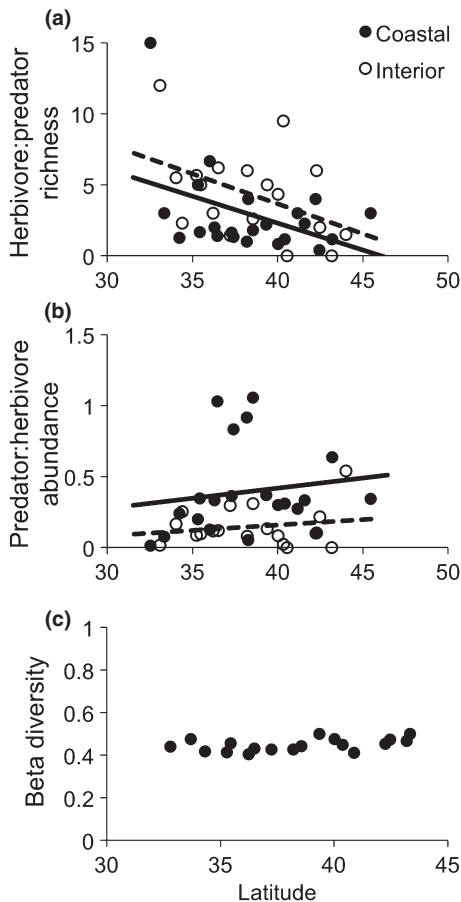 (a)
Herbivore:predator
richness
Coastal
Interior
15
10
5
0
30 35 40 45 50
(b)
Predator:herbivore
abundance
1.5
1
0.5
0
30 35 40 45 50
(c)
Beta diversity
1
0.8
0.6
0.4
0.2
0
30 35 40 45
Latitude